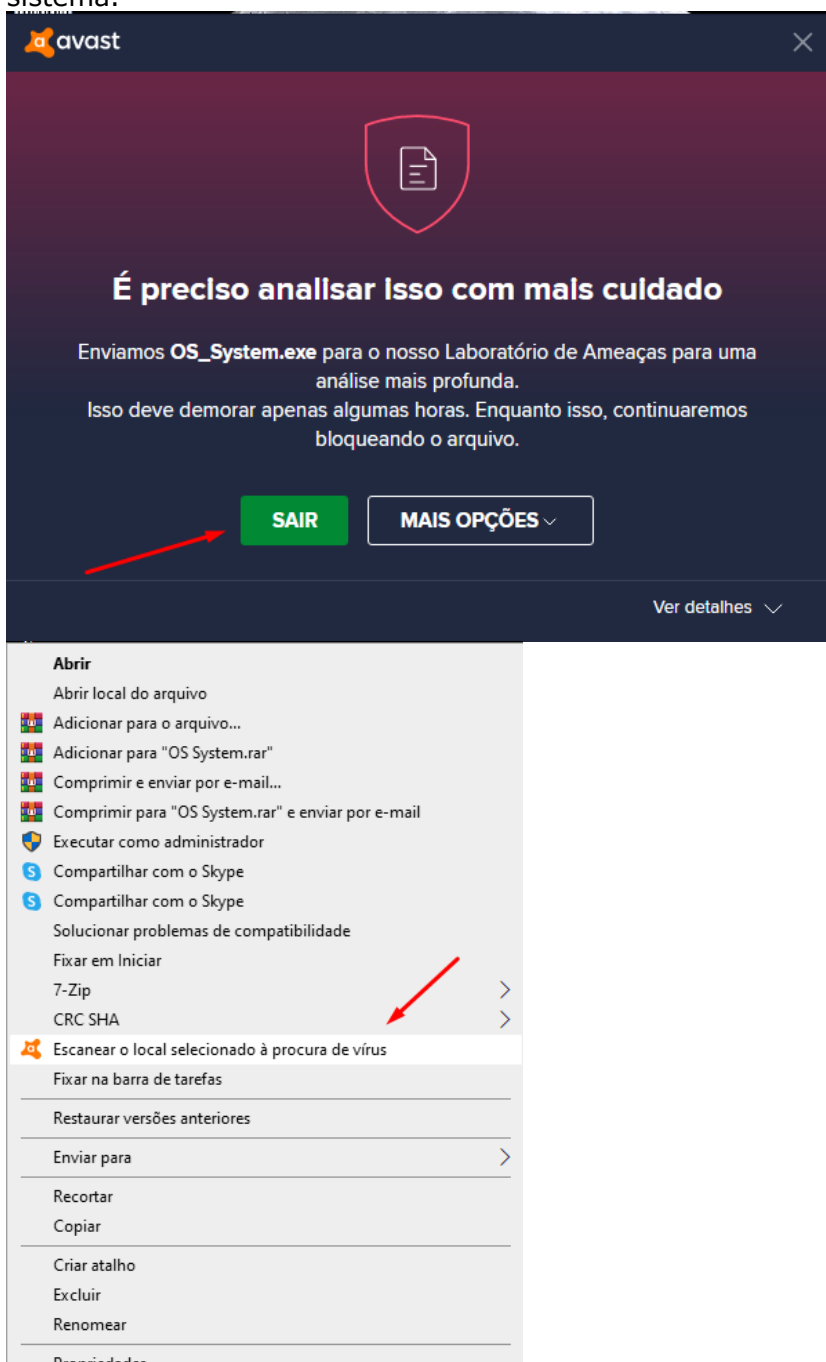 sistema.
avast
É preciso analisar isso com mais cuidado
Enviamos OS_System.exe para o nosso Laboratório de Ameaças para uma
análise mais profunda.
Isso deve demorar apenas algumas horas. Enquanto isso, continuaremos
bloqueando o arquivo.
SAIR
MAIS OPÇÕES
Ver detalhes
Abrir
Abrir local do arquivo
Adicionar para o arquivo...
Adicionar para "OS System.rar"
Comprimir e enviar por e-mail...
Comprimir para "OS System.rar" e enviar por e-mail
Executar como administrador
Compartilhar com o Skype
Compartilhar com o Skype
Solucionar problemas de compatibilidade
Fixar em Iniciar
7-Zip
CRC SHA
Escanear o local selecionado à procura de vírus
Fixar na barra de tarefas
Restaurar versões anteriores
Enviar para
Recortar
Copiar
Criar atalho
Excluir
Renomear
Propriedades